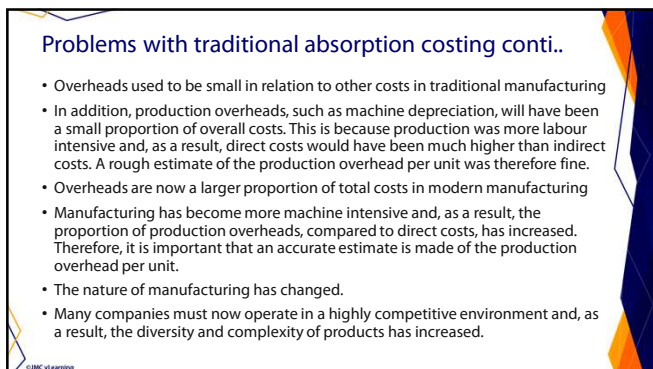 Problems with traditional absorption costing conti..
• Overheads used to be small in relation to other costs in traditional manufacturing
• In addition, production overheads, such as machine depreciation, will have been
a small proportion of overall costs. This is because production was more labour
intensive and, as a result, direct costs would have been much higher than indirect
costs. A rough estimate of the production overhead per unit was therefore fine.
• Overheads are now a larger proportion of total costs in modern manufacturing
• Manufacturing has become more machine intensive and, as a result, the
proportion of production overheads, compared to direct costs, has increased.
Therefore, it is important that an accurate estimate is made of the production
overhead per unit.
• The nature of manufacturing has changed.
• Many companies must now operate in a highly competitive environment and, as
a result, the diversity and complexity of products has increased.
©JMC vLearning